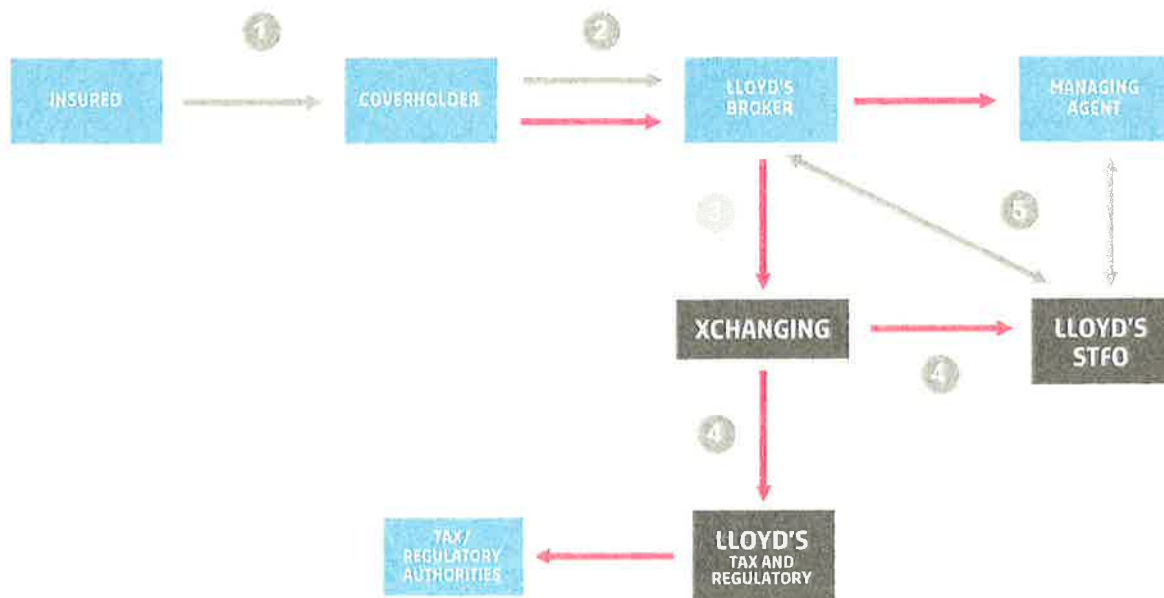 1
2
INSURED
COVERHOLDER
LLOYD'S
BROKER
MANAGING
AGENT
3
5
XCHANGING
LLOYD'S
STFO
4
4
TAX/
REGULATORY
AUTHORITIES
LLOYD'S
TAX AND
REGULATORY